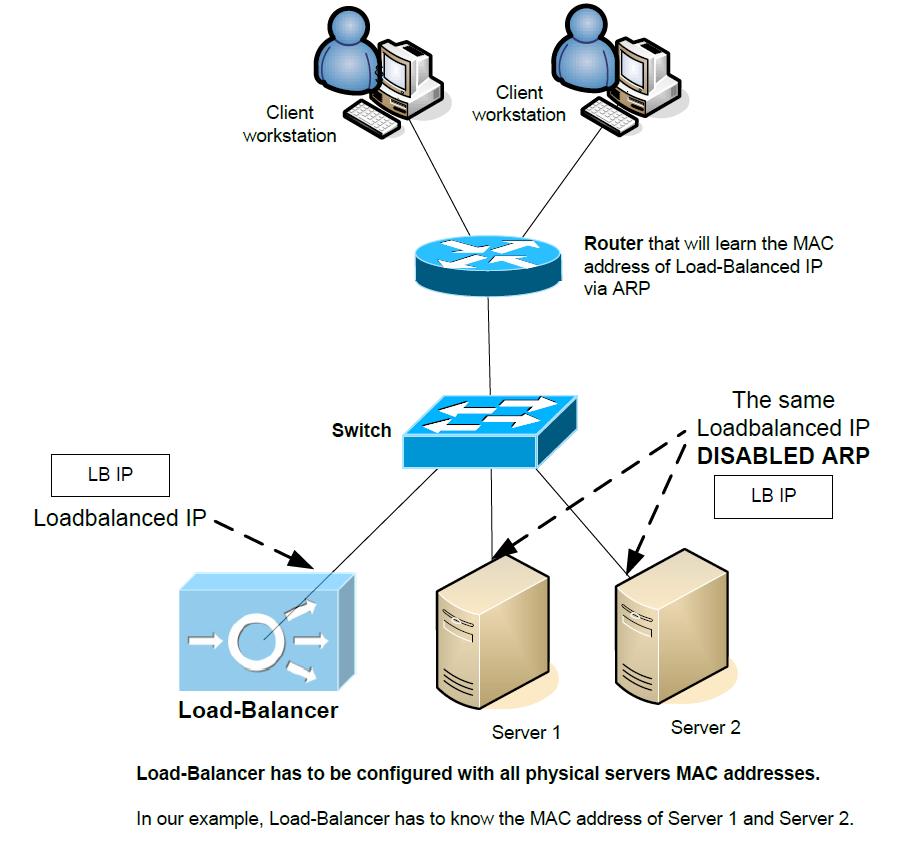 Client
workstation
Client
workstation
Router that will learn the MAC
address of Load-Balanced IP
via ARP
Switch
The same
Loadbalanced IP
DISABLED ARP
LB IP
LB IP
Loadbalanced IP
Load-Balancer
Server 1
Server 2
Load-Balancer has to be configured with all physical servers MAC addresses.
In our example, Load-Balancer has to know the MAC address of Server 1 and Server 2.